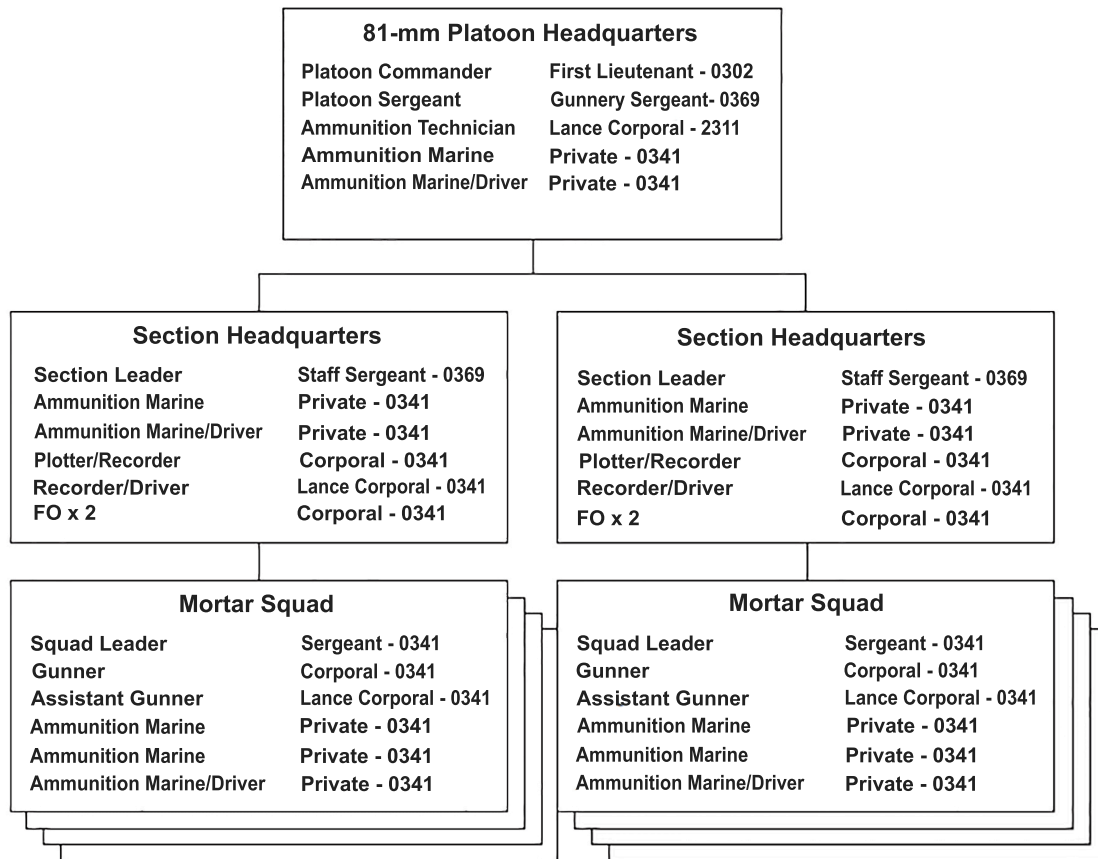 81-mm Platoon Headquarters
Platoon Commander First Lieutenant - 0302
Platoon Sergeant Gunnery Sergeant- 0369
Ammunition Technician Lance Corporal - 2311
Ammunition Marine Private - 0341
Ammunition Marine/Driver Private - 0341
Section Headquarters
Section Leader Staff Sergeant - 0369
Ammunition Marine Private - 0341
Ammunition Marine/Driver Private - 0341
Plotter/Recorder Corporal - 0341
Recorder/Driver Lance Corporal - 0341
FO x 2 Corporal - 0341
Section Headquarters
Section Leader Staff Sergeant - 0369
Ammunition Marine Private - 0341
Ammunition Marine/Driver Private - 0341
Plotter/Recorder Corporal - 0341
Recorder/Driver Lance Corporal - 0341
FO x 2 Corporal - 0341
Mortar Squad
Squad Leader Sergeant - 0341
Gunner Corporal - 0341
Assistant Gunner Lance Corporal - 0341
Ammunition Marine Private - 0341
Ammunition Marine Private - 0341
Ammunition Marine/Driver Private - 0341
Mortar Squad
Squad Leader Sergeant - 0341
Gunner Corporal - 0341
Assistant Gunner Lance Corporal - 0341
Ammunition Marine Private - 0341
Ammunition Marine Private - 0341
Ammunition Marine/Driver Private - 0341